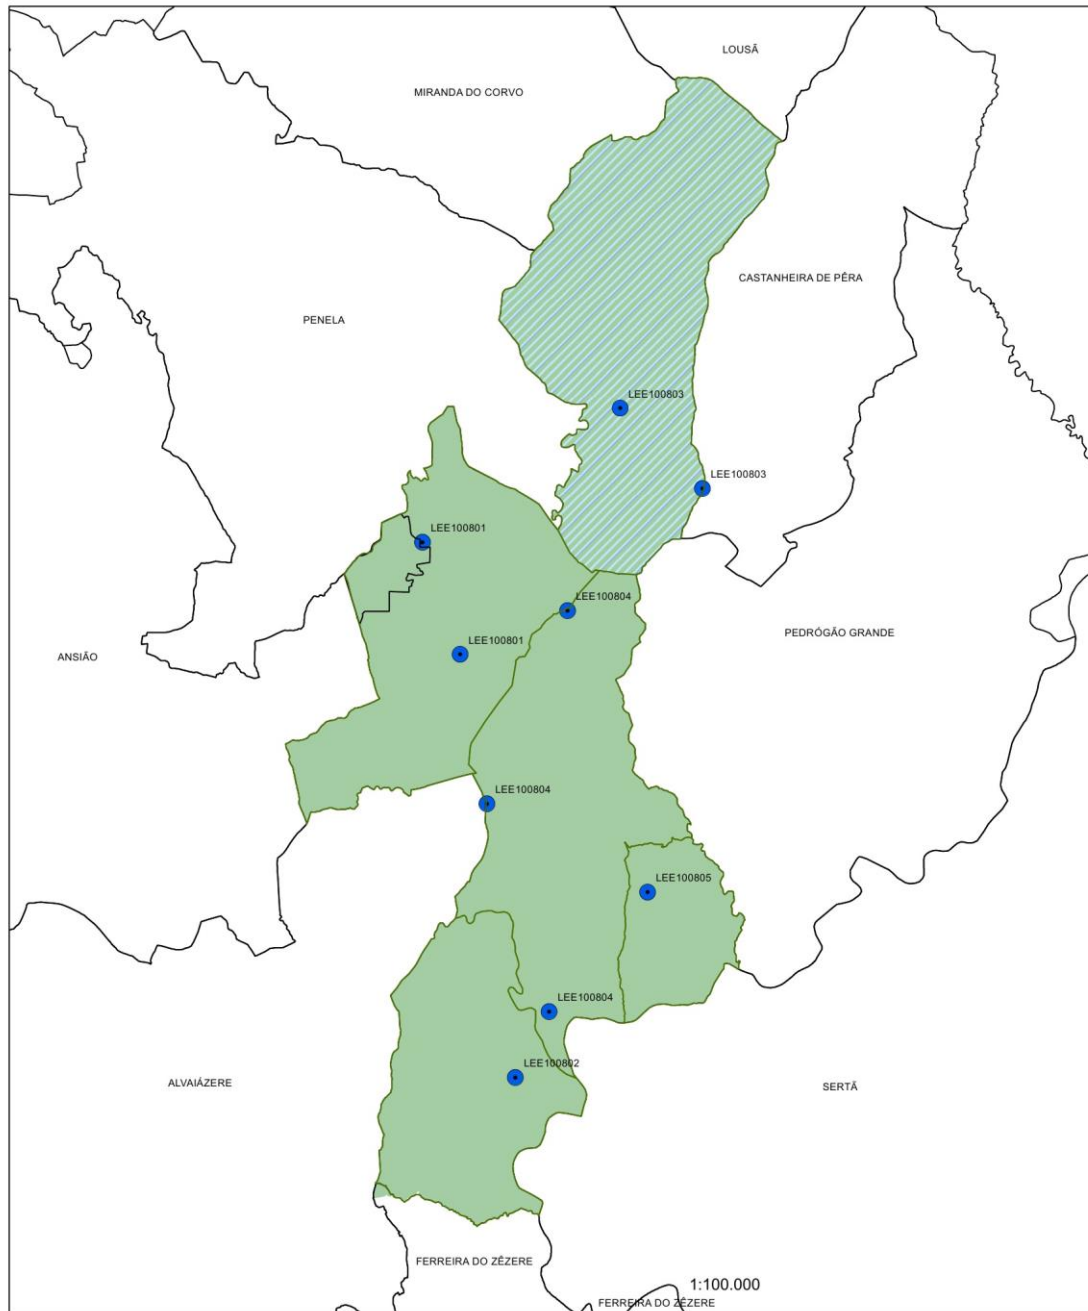 LOUSÃ
MIRANDA DO CORVO
CASTANHEIRA DE PÊRA
PENELA
LEE100803
LEE100803
LEE100801
LEE100804
PEDRÓGÃO GRANDE
LEE100801
ANSIÃO
LEE100804
LEE100805
LEE100804
LEE100802
ALVAIÁZERE
SERTÃ
FERREIRA DO ZÊZERE
1:100.000
FERREIRA DO ZÊZERE